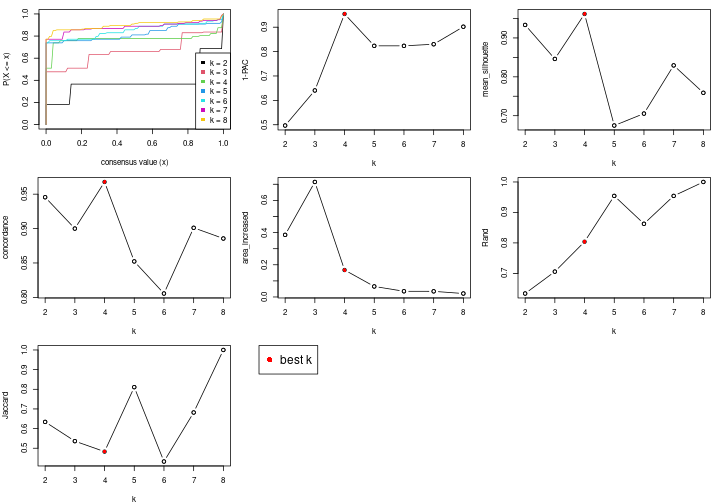 P(X <= x)
0.0 0.2 0.4 0.6 0.8 1.0
k = 2
k = 3
k = 4
k = 5
k = 6
k = 7
k = 8
0.0 0.2 0.4 0.6 0.8 1.0
consensus value (x)
1-PAC
0.5 0.6 0.7 0.8 0.9
2 3 4 5 6 7 8
k
mean_silhouette
0.70 0.80 0.90
2 3 4 5 6 7 8
k
concordance
0.80 0.85 0.90 0.95
2 3 4 5 6 7 8
k
area_increased
0.0 0.2 0.4 0.6
2 3 4 5 6 7 8
k
Rand
0.7 0.8 0.9 1.0
2 3 4 5 6 7 8
k
Jaccard
0.5 0.6 0.7 0.8 0.9 1.0
2 3 4 5 6 7 8
k
best k